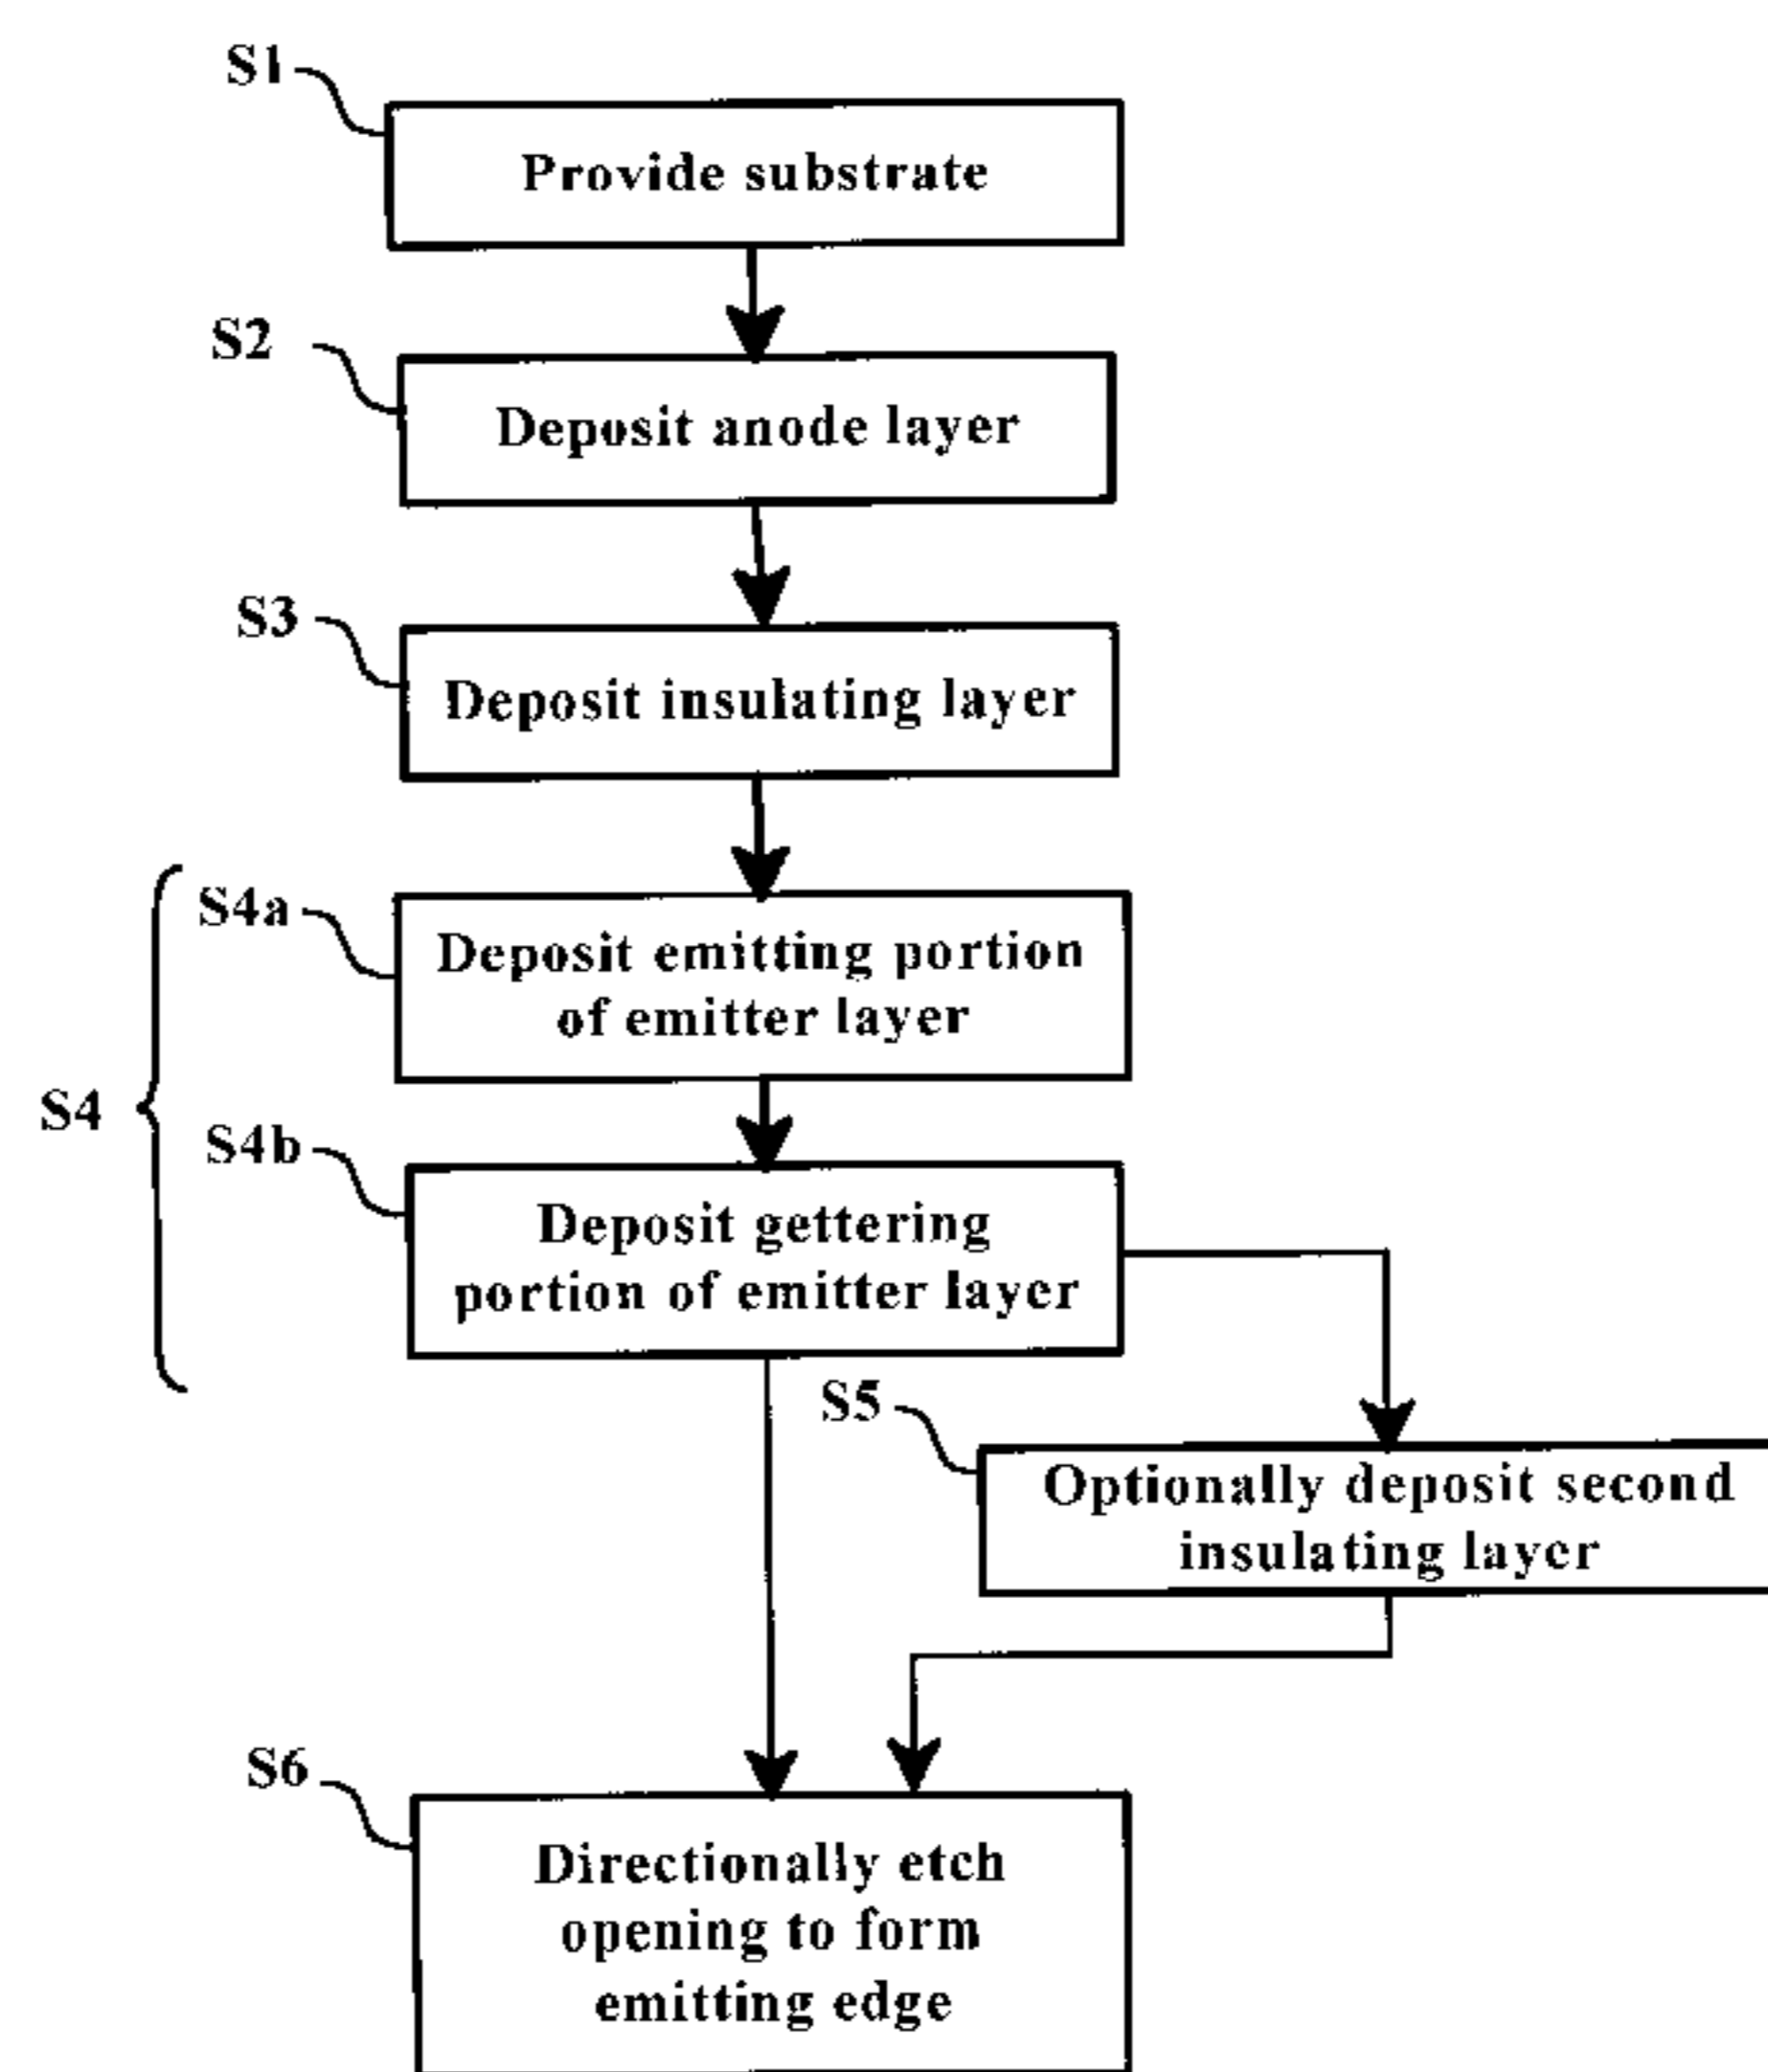 S1
Provide substrate
S2
Deposit anode layer
S3
Deposit insulating layer
S4
S4a
Deposit emitting portion
of emitter layer
S4b
Deposit gettering
portion of emitter layer
S5
Optionally deposit second
insulating layer
S6
Directionally etch
opening to form
emitting edge